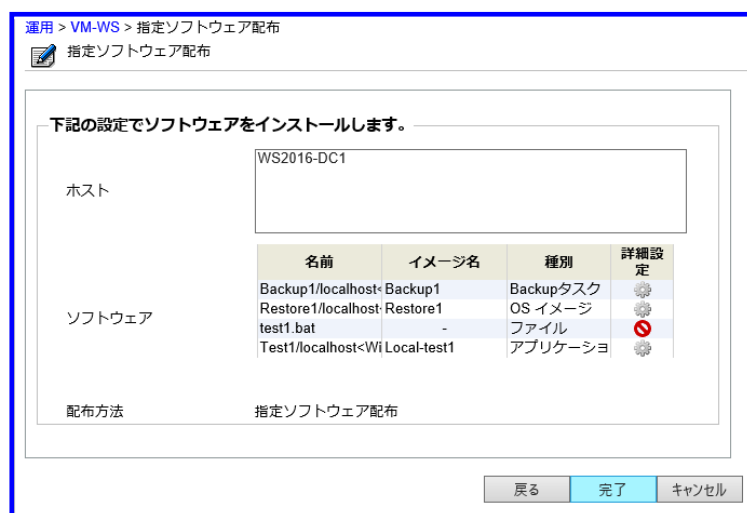 運用 > VM-WS > 指定ソフトウェア配布
指定ソフトウェア配布
下記の設定でソフトウェアをインストールします。
ホスト
WS2016-DC1
ソフトウェア
名前 イメージ名 種別 詳細設定
Backup1/localhost< Backup1 Backupタスク
Restore1/localhost Restore1 OS イメージ
test1.bat - ファイル
Test1/localhost<Wi Local-test1 アプリケーショ
配布方法 指定ソフトウェア配布
戻る 完了 キャンセル